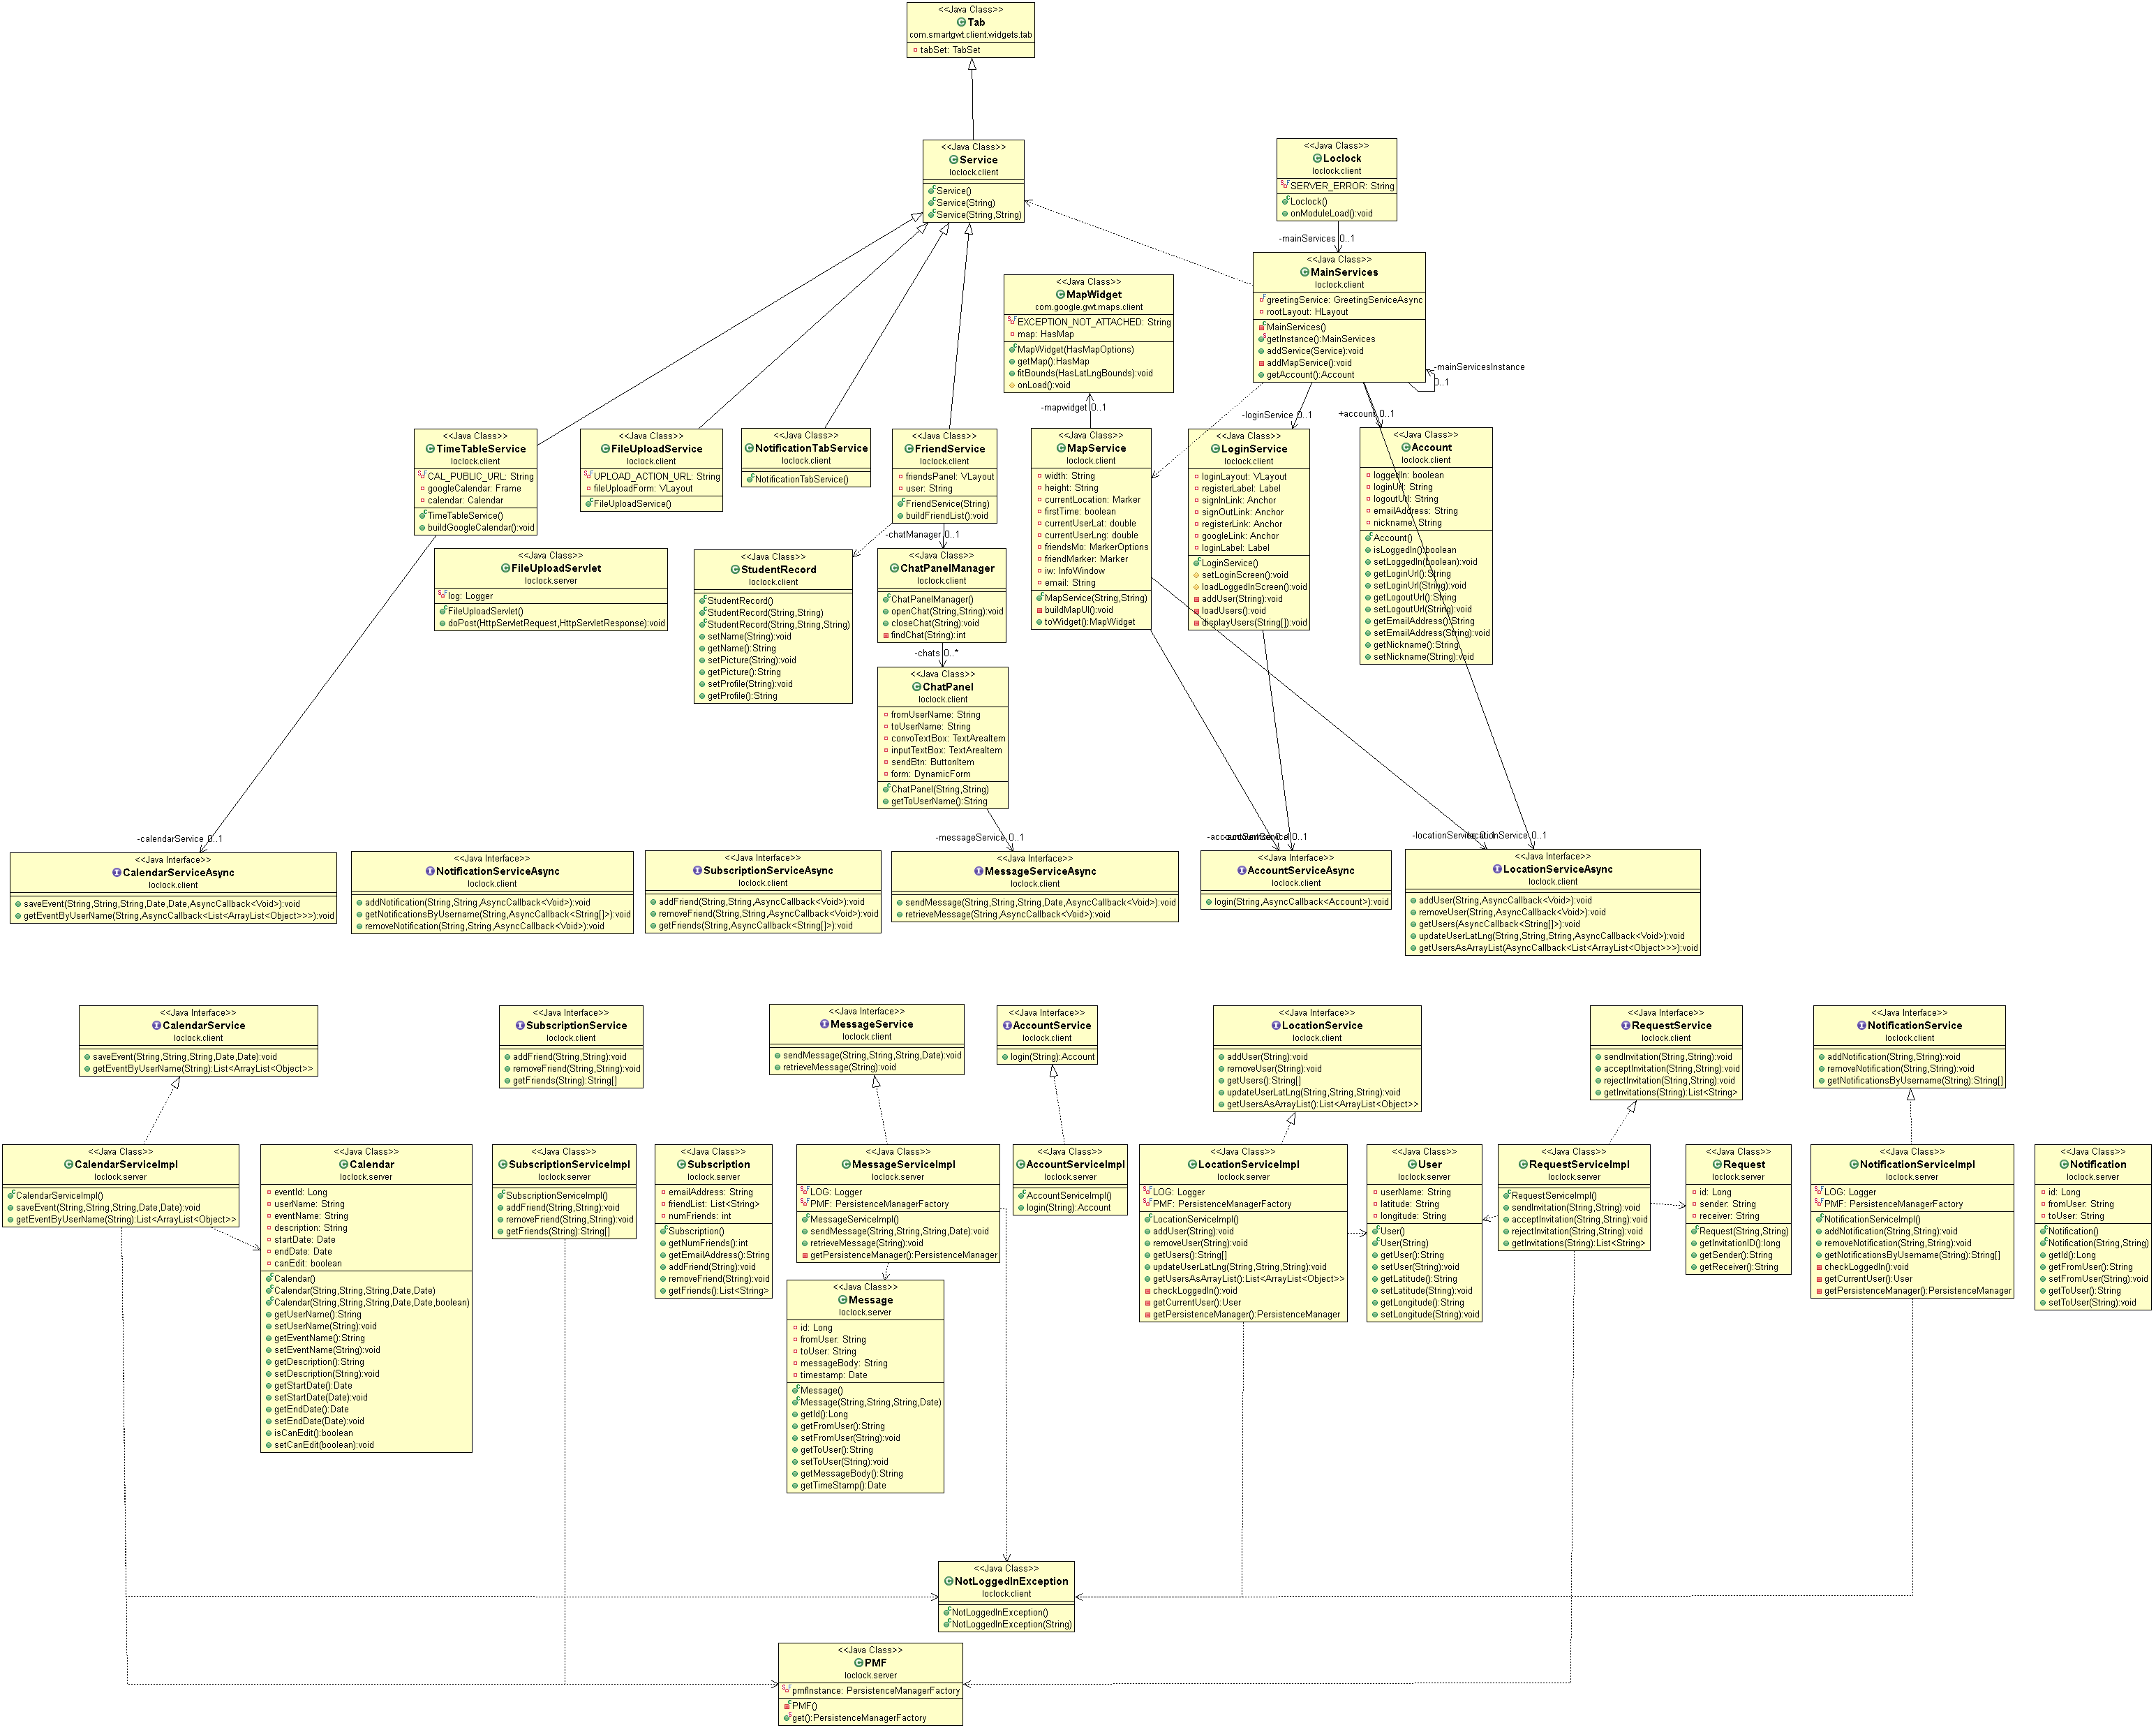 <<Java Class>>
Tab
com.smartgwt.client.widgets.tab
tabSet: TabSet
<<Java Class>>
Service
loclock.client
Service()
Service(String)
Service(String,String)
<<Java Class>>
Loclock
loclock.client
SERVER_ERROR: String
Loclock()
onModuleLoad():void
-mainServices 0..1
<<Java Class>>
MainServices
loclock.client
greetingService: GreetingServiceAsync
rootLayout: HLayout
MainServices()
getInstance():MainServices
addService(Service):void
addMapService():void
getAccount():Account
-mainServicesInstance
0..1
<<Java Class>>
MapWidget
com.google.gwt.maps.client
EXCEPTION_NOT_ATTACHED: String
map: HasMap
MapWidget(HasMapOptions)
getMap():HasMap
fitBounds(HasLatLngBounds):void
onLoad():void
-mapwidget 0..1
-loginService 0..1
+account 0..1
<<Java Class>>
TimeTableService
loclock.client
CAL_PUBLIC_URL: String
googleCalendar: Frame
calendar: Calendar
TimeTableService()
buildGoogleCalendar():void
<<Java Class>>
FileUploadService
loclock.client
UPLOAD_ACTION_URL: String
fileUploadForm: VLayout
FileUploadService()
<<Java Class>>
NotificationTabService
loclock.client
NotificationTabService()
<<Java Class>>
FriendService
loclock.client
friendsPanel: VLayout
user: String
FriendService(String)
buildFriendList():void
-chatManager 0..1
<<Java Class>>
MapService
loclock.client
width: String
height: String
currentLocation: Marker
firstTime: boolean
currentUserLat: double
currentUserLng: double
friendsMo: MarkerOptions
friendMarker: Marker
iw: InfoWindow
email: String
MapService(String,String)
buildMapUI():void
toWidget():MapWidget
<<Java Class>>
LoginService
loclock.client
loginLayout: VLayout
registerLabel: Label
signInLink: Anchor
signOutLink: Anchor
registerLink: Anchor
googleLink: Anchor
loginLabel: Label
LoginService()
setLoginScreen():void
loadLoggedInScreen():void
addUser(String):void
loadUsers():void
displayUsers(String[]):void
<<Java Class>>
Account
loclock.client
loggedIn: boolean
loginUrl: String
logoutUrl: String
emailAddress: String
nickname: String
Account()
isLoggedIn():boolean
setLoggedIn(boolean):void
getLoginUrl():String
setLoginUrl(String):void
getLogoutUrl():String
setLogoutUrl(String):void
getEmailAddress():String
setEmailAddress(String):void
getNickname():String
setNickname(String):void
<<Java Class>>
FileUploadServlet
loclock.server
log: Logger
FileUploadServlet()
doPost(HttpServletRequest,HttpServletResponse):void
<<Java Class>>
StudentRecord
loclock.client
StudentRecord()
StudentRecord(String,String)
StudentRecord(String,String,String)
setName(String):void
getName():String
setPicture(String):void
getPicture():String
setProfile(String):void
getProfile():String
<<Java Class>>
ChatPanelManager
loclock.client
ChatPanelManager()
openChat(String,String):void
closeChat(String):void
findChat(String):int
-chats 0..*
<<Java Class>>
ChatPanel
loclock.client
fromUserName: String
toUserName: String
convoTextBox: TextAreaItem
inputTextBox: TextAreaItem
sendBtn: ButtonItem
form: DynamicForm
ChatPanel(String,String)
getToUserName():String
-calendarService 0..1
-messageService 0..1
-accountService 0..1
-locationService 0..1
<<Java Interface>>
CalendarServiceAsync
loclock.client
saveEvent(String,String,String,Date,Date,AsyncCallback<Void>):void
getEventByUserName(String,AsyncCallback<List<ArrayList<Object>>>):void
<<Java Interface>>
NotificationServiceAsync
loclock.client
addNotification(String,String,AsyncCallback<Void>):void
getNotificationsByUsername(String,AsyncCallback<String[]>):void
removeNotification(String,String,AsyncCallback<Void>):void
<<Java Interface>>
SubscriptionServiceAsync
loclock.client
addFriend(String,String,AsyncCallback<Void>):void
removeFriend(String,String,AsyncCallback<Void>):void
getFriends(String,AsyncCallback<String[]>):void
<<Java Interface>>
MessageServiceAsync
loclock.client
sendMessage(String,String,String,Date,AsyncCallback<Void>):void
retrieveMessage(String,AsyncCallback<Void>):void
<<Java Interface>>
AccountServiceAsync
loclock.client
login(String,AsyncCallback<Account>):void
<<Java Interface>>
LocationServiceAsync
loclock.client
addUser(String,AsyncCallback<Void>):void
removeUser(String,AsyncCallback<Void>):void
getUsers(AsyncCallback<String[]>):void
updateUserLatLng(String,String,String,AsyncCallback<Void>):void
getUsersAsArrayList(AsyncCallback<List<ArrayList<Object>>>):void
<<Java Interface>>
CalendarService
loclock.client
saveEvent(String,String,String,Date,Date):void
getEventByUserName(String):List<ArrayList<Object>>
<<Java Interface>>
SubscriptionService
loclock.client
addFriend(String,String):void
removeFriend(String,String):void
getFriends(String):String[]
<<Java Interface>>
MessageService
loclock.client
sendMessage(String,String,String,Date):void
retrieveMessage(String):void
<<Java Interface>>
AccountService
loclock.client
login(String):Account
<<Java Interface>>
LocationService
loclock.client
addUser(String):void
removeUser(String):void
getUsers():String[]
updateUserLatLng(String,String,String):void
getUsersAsArrayList():List<ArrayList<Object>>
<<Java Interface>>
RequestService
loclock.client
sendInvitation(String,String):void
acceptInvitation(String,String):void
rejectInvitation(String,String):void
getInvitations(String):List<String>
<<Java Interface>>
NotificationService
loclock.client
addNotification(String,String):void
removeNotification(String,String):void
getNotificationsByUsername(String):String[]
<<Java Class>>
CalendarServiceImpl
loclock.server
CalendarServiceImpl()
saveEvent(String,String,String,Date,Date):void
getEventByUserName(String):List<ArrayList<Object>>
<<Java Class>>
Calendar
loclock.server
eventId: Long
userName: String
eventName: String
description: String
startDate: Date
endDate: Date
canEdit: boolean
Calendar()
Calendar(String,String,String,Date,Date)
Calendar(String,String,String,Date,Date,boolean)
getUserName():String
setUserName(String):void
getEventName():String
setEventName(String):void
getDescription():String
setDescription(String):void
getStartDate():Date
setStartDate(Date):void
getEndDate():Date
setEndDate(Date):void
isCanEdit():boolean
setCanEdit(boolean):void
<<Java Class>>
SubscriptionServiceImpl
loclock.server
SubscriptionServiceImpl()
addFriend(String,String):void
removeFriend(String,String):void
getFriends(String):String[]
<<Java Class>>
Subscription
loclock.server
emailAddress: String
friendList: List<String>
numFriends: int
Subscription()
getNumFriends():int
getEmailAddress():String
addFriend(String):void
removeFriend(String):void
getFriends():List<String>
<<Java Class>>
MessageServiceImpl
loclock.server
LOG: Logger
PMF: PersistenceManagerFactory
MessageServiceImpl()
sendMessage(String,String,String,Date):void
retrieveMessage(String):void
getPersistenceManager():PersistenceManager
<<Java Class>>
AccountServiceImpl
loclock.server
AccountServiceImpl()
login(String):Account
<<Java Class>>
LocationServiceImpl
loclock.server
LOG: Logger
PMF: PersistenceManagerFactory
LocationServiceImpl()
addUser(String):void
removeUser(String):void
getUsers():String[]
updateUserLatLng(String,String,String):void
getUsersAsArrayList():List<ArrayList<Object>>
checkLoggedIn():void
getCurrentUser():User
getPersistenceManager():PersistenceManager
<<Java Class>>
User
loclock.server
userName: String
latitude: String
longitude: String
User()
User(String)
getUser():String
setUser(String):void
getLatitude():String
setLatitude(String):void
getLongitude():String
setLongitude(String):void
<<Java Class>>
RequestServiceImpl
loclock.server
RequestServiceImpl()
sendInvitation(String,String):void
acceptInvitation(String,String):void
rejectInvitation(String,String):void
getInvitations(String):List<String>
<<Java Class>>
Request
loclock.server
id: Long
sender: String
receiver: String
Request(String,String)
getInvitationID():long
getSender():String
getReceiver():String
<<Java Class>>
NotificationServiceImpl
loclock.server
LOG: Logger
PMF: PersistenceManagerFactory
NotificationServiceImpl()
addNotification(String,String):void
removeNotification(String,String):void
getNotificationsByUsername(String):String[]
checkLoggedIn():void
getCurrentUser():User
getPersistenceManager():PersistenceManager
<<Java Class>>
Notification
loclock.server
id: Long
fromUser: String
toUser: String
Notification()
Notification(String,String)
getId():Long
getFromUser():String
setFromUser(String):void
getToUser():String
setToUser(String):void
<<Java Class>>
Message
loclock.server
id: Long
fromUser: String
toUser: String
messageBody: String
timestamp: Date
Message()
Message(String,String,String,Date)
getId():Long
getFromUser():String
setFromUser(String):void
getToUser():String
setToUser(String):void
getMessageBody():String
getTimeStamp():Date
<<Java Class>>
NotLoggedInException
loclock.client
NotLoggedInException()
NotLoggedInException(String)
<<Java Class>>
PMF
loclock.server
pmfInstance: PersistenceManagerFactory
PMF()
get():PersistenceManagerFactory